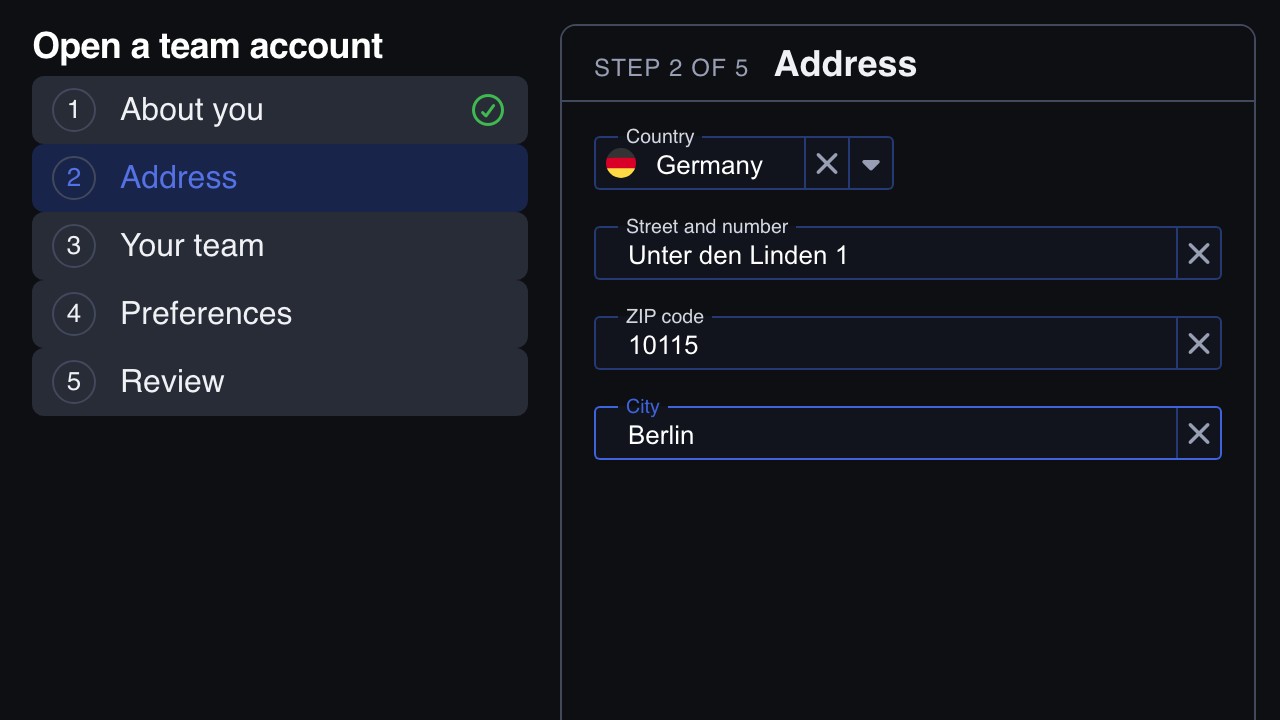 Open a team account
1 About you
2 Address
3 Your team
4 Preferences
5 Review
STEP 2 OF 5 Address
Country
Germany
Street and number
Unter den Linden 1
ZIP code
10115
City
Berlin